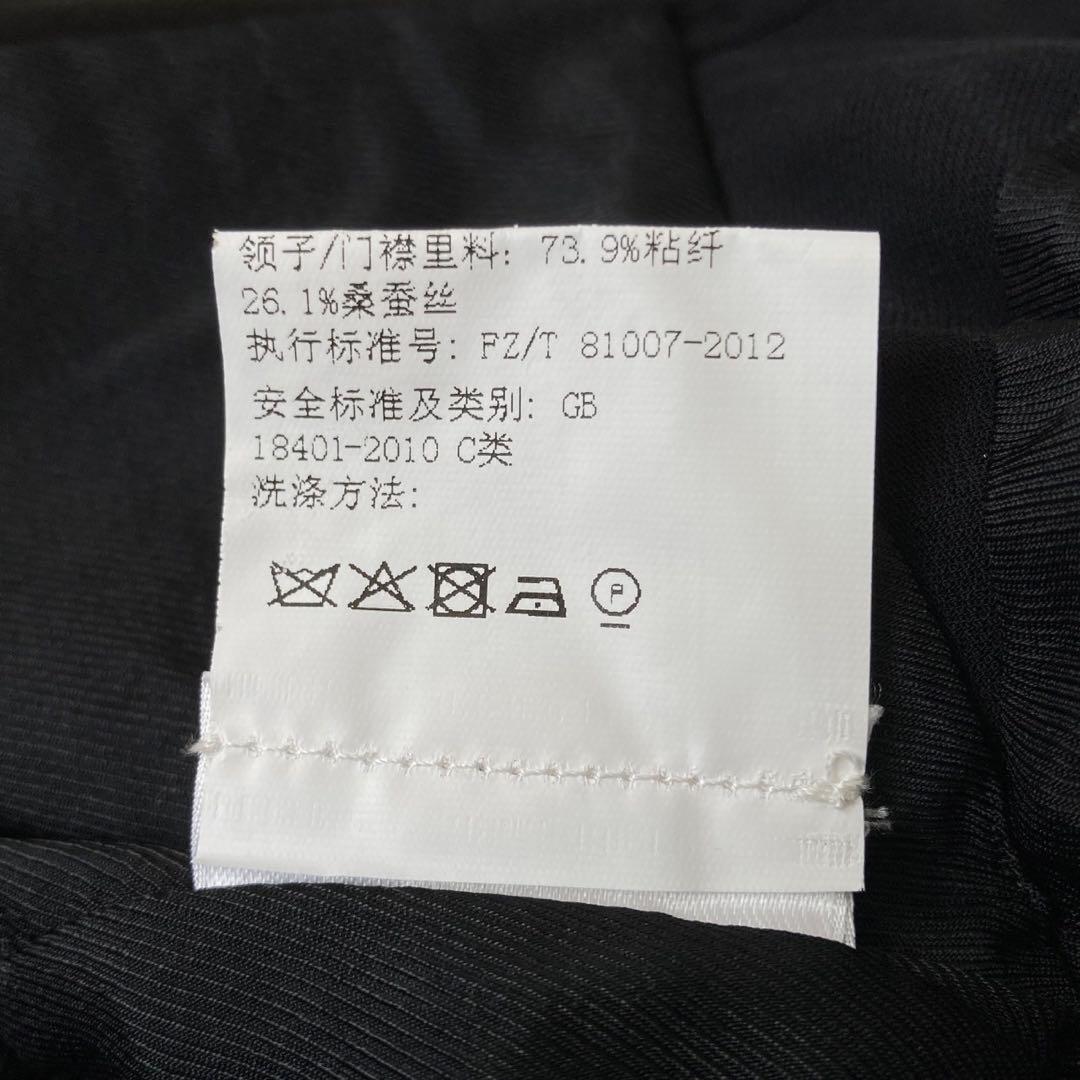 领子/门襟里料: 73.9%粘纤
26.1%桑蚕丝
执行标准号: FZ/T 81007-2012
安全标准及类别: GB
18401-2010 C类
洗涤方法:
P